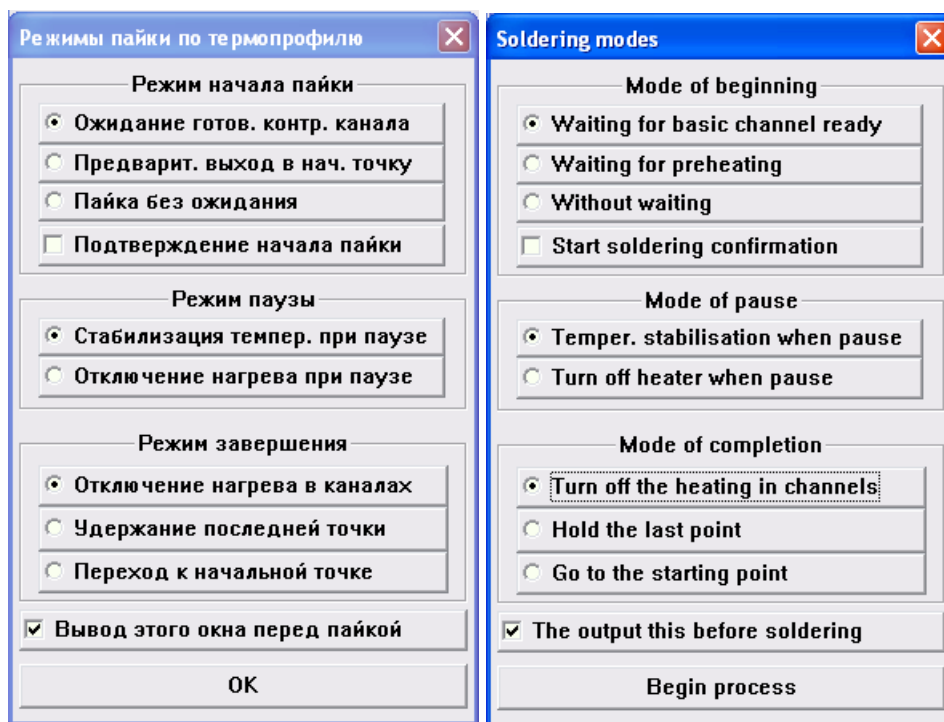 Режимы пайки по термопрофилю
Режим начала пайки
Ожидание готов. контр. канала
Предварит. выход в нач. точку
Пайка без ожидания
Подтверждение начала пайки
Режим паузы
Стабилизация темпер. при паузе
Отключение нагрева при паузе
Режим завершения
Отключение нагрева в каналах
Удержание последней точки
Переход к начальной точке
Вывод этого окна перед пайкой
OK
Soldering modes
Mode of beginning
Waiting for basic channel ready
Waiting for preheating
Without waiting
Start soldering confirmation
Mode of pause
Temper. stabilisation when pause
Turn off heater when pause
Mode of completion
Turn off the heating in channels
Hold the last point
Go to the starting point
The output this before soldering
Begin process